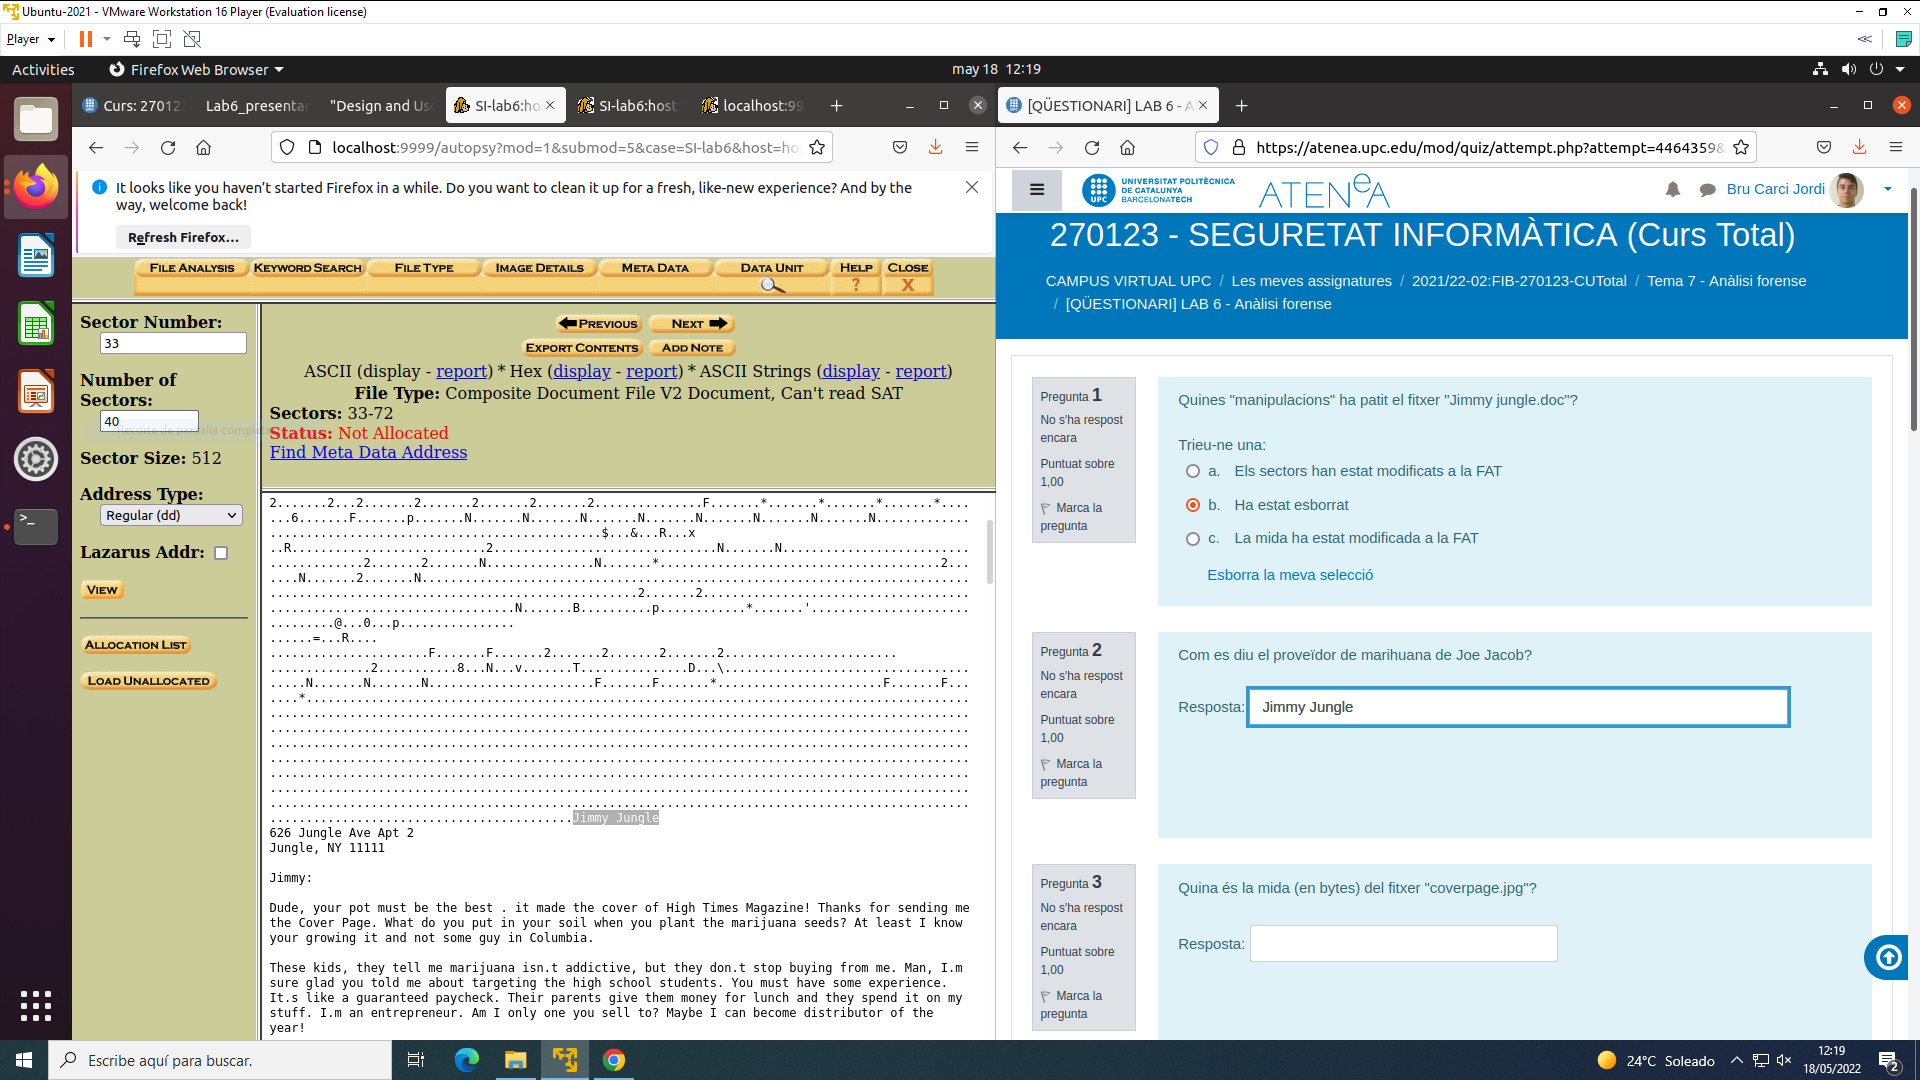 Ubuntu-2021 - VMware Workstation 16 Player (Evaluation license)
Player
Activities
Firefox Web Browser
may 18 12:19
Curs: 27012
Lab6_presenta
"Design and Us
SI-lab6:ho
SI-lab6:host
localhost:99
localhost:9999/autopsy?mod=1&submod=5&case=SI-lab6&host=ho
It looks like you haven't started Firefox in a while. Do you want to clean it up for a fresh, like-new experience? And by the
way, welcome back!
Refresh Firefox...
FILE ANALYSIS
KEYWORD SEARCH
FILE TYPE
IMAGE DETAILS
META DATA
DATA UNIT
HELP
?
CLOSE
X
Sector Number:
33
Number of
Sectors:
40
Recorte de pantalla completa
Sector Size: 512
Address Type:
Regular (dd)
Lazarus Addr:
VIEW
ALLOCATION LIST
LOAD UNALLOCATED
PREVIOUS
NEXT
EXPORT CONTENTS
ADD NOTE
ASCII (display - report) * Hex (display - report) * ASCII Strings (display - report)
File Type: Composite Document File V2 Document, Can't read SAT
Sectors: 33-72
Status: Not Allocated
Find Meta Data Address
Jimmy Jungle
626 Jungle Ave Apt 2
Jungle, NY 11111
Jimmy:
Dude, your pot must be the best . it made the cover of High Times Magazine! Thanks for sending me
the Cover Page. What do you put in your soil when you plant the marijuana seeds? At least I know
your growing it and not some guy in Columbia.
These kids, they tell me marijuana isn.t addictive, but they don.t stop buying from me. Man, I.m
sure glad you told me about targeting the high school students. You must have some experience.
It.s like a guaranteed paycheck. Their parents give them money for lunch and they spend it on my
stuff. I.m an entrepreneur. Am I only one you sell to? Maybe I can become distributor of the
year!
[QÜESTIONARI] LAB 6 - A
https://atenea.upc.edu/mod/quiz/attempt.php?attempt=4464359&
UPC
UNIVERSITAT POLITÈCNICA
DE CATALUNYA
BARCELONATECH
ATENeA
Bru Carci Jordi
270123 - SEGURETAT INFORMÀTICA (Curs Total)
CAMPUS VIRTUAL UPC / Les meves assignatures / 2021/22-02:FIB-270123-CUTotal / Tema 7 - Anàlisi forense
/ [QÜESTIONARI] LAB 6 - Anàlisi forense
Pregunta 1
No s'ha respost
encara
Puntuat sobre
1,00
Marca la
pregunta
Quines "manipulacions" ha patit el fitxer "Jimmy jungle.doc"?
Trieu-ne una:
a. Els sectors han estat modificats a la FAT
b. Ha estat esborrat
c. La mida ha estat modificada a la FAT
Esborra la meva selecció
Pregunta 2
No s'ha respost
encara
Puntuat sobre
1,00
Marca la
pregunta
Com es diu el proveïdor de marihuana de Joe Jacob?
Resposta: Jimmy Jungle
Pregunta 3
No s'ha respost
encara
Puntuat sobre
1,00
Marca la
pregunta
Quina és la mida (en bytes) del fitxer "coverpage.jpg"?
Resposta:
Escribe aquí para buscar.
24°C Soleado
12:19
18/05/2022
2